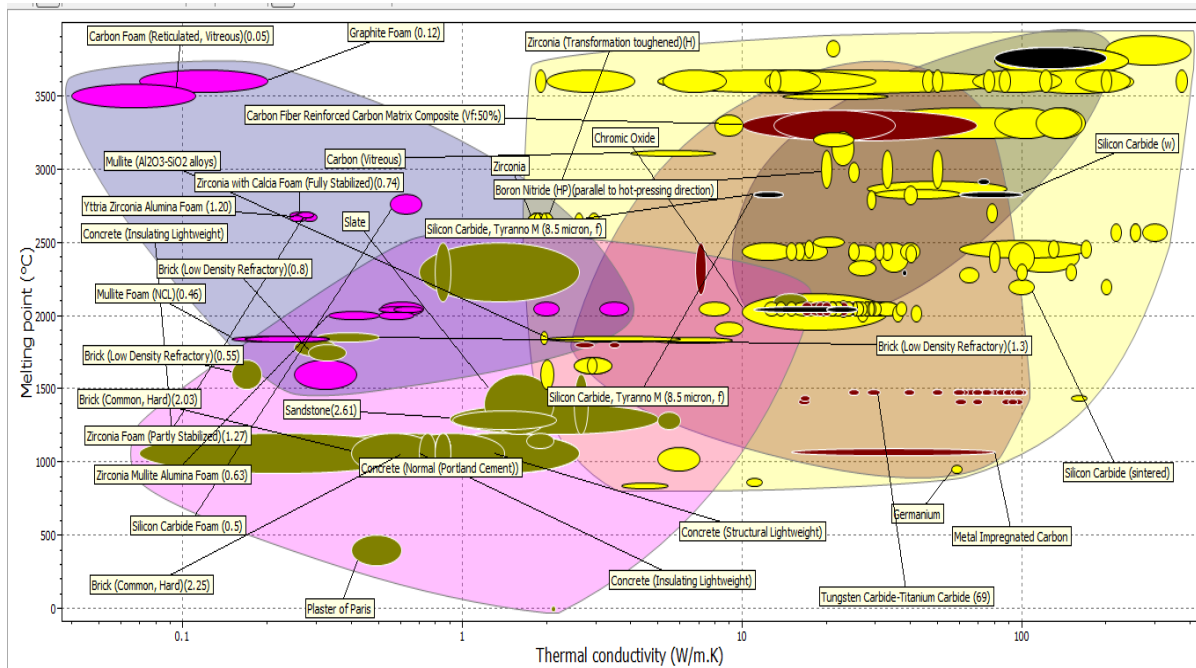 Carbon Foam (Reticulated, Vitreous)(0.05)
Graphite Foam (0.12)
Zirconia (Transformation toughened)(H)
3500
Carbon Fiber Reinforced Carbon Matrix Composite (Vf:50%)
Chromic Oxide
Silicon Carbide (w)
Mullite (Al2O3-SiO2 alloys)
Carbon (Vitreous)
Zirconia
3000
Zirconia with Calcia Foam (Fully Stabilized)(0.74)
Boron Nitride (HP)(parallel to hot-pressing direction)
Yttria Zirconia Alumina Foam (1.20)
Slate
Concrete (Insulating Lightweight)
Silicon Carbide, Tyranno M (8.5 micron, f)
2500
Brick (Low Density Refractory)(0.8)
Mullite Foam (NCL)(0.46)
2000
Brick (Low Density Refractory)(0.55)
Brick (Low Density Refractory)(1.3)
Brick (Common, Hard)(2.03)
Silicon Carbide, Tyranno M (8.5 micron, f)
1500
Sandstone(2.61)
Zirconia Foam (Partly Stabilized)(1.27)
Concrete (Normal (Portland Cement))
1000
Zirconia Mullite Alumina Foam (0.63)
Silicon Carbide (sintered)
Silicon Carbide Foam (0.5)
Germanium
Concrete (Structural Lightweight)
Metal Impregnated Carbon
500
Brick (Common, Hard)(2.25)
Concrete (Insulating Lightweight)
Plaster of Paris
Tungsten Carbide-Titanium Carbide (69)
0
Melting point (°C)
0.1
1
10
100
Thermal conductivity (W/m.K)